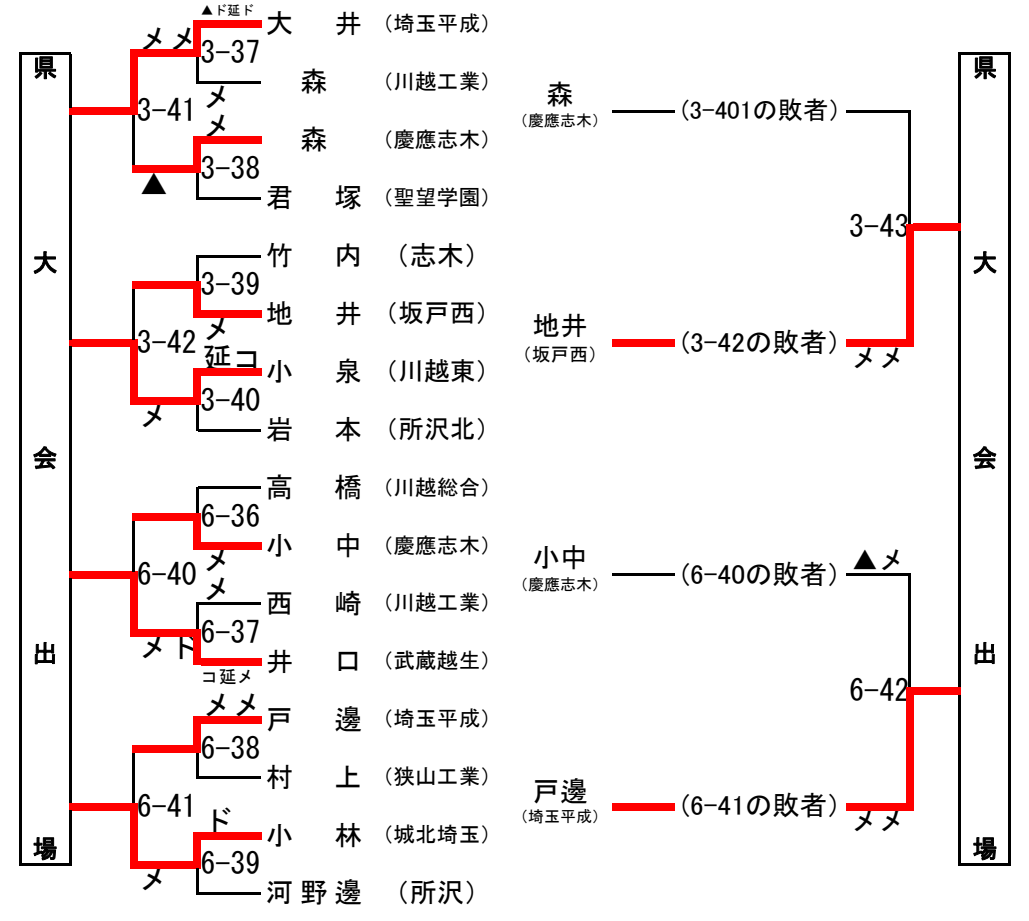 県大会出場
▲ド延ド
大井 (埼玉平成)
メメ
3-37
森 (川越工業)
3-41
メ
メ
森 (慶應志木)
3-38
▲
君塚 (聖望学園)
竹内 (志木)
3-39
地井 (坂戸西)
3-42
メ
延コ
小泉 (川越東)
3-40
メ
岩本 (所沢北)
高橋 (川越総合)
6-36
小中 (慶應志木)
6-40
メ
メ
西崎 (川越工業)
6-37
メド
井口 (武蔵越生)
コ延メ
メメ
戸邊 (埼玉平成)
6-38
村上 (狭山工業)
6-41
ド
小林 (城北埼玉)
6-39
メ
河野邊 (所沢)
森
(慶應志木)
(3-401の敗者)
3-43
地井
(坂戸西)
(3-42の敗者)
メメ
小中
(慶應志木)
(6-40の敗者)
▲メ
6-42
戸邊
(埼玉平成)
(6-41の敗者)
メメ
県大会出場